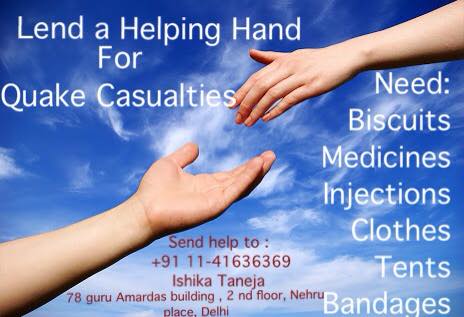 Lend a Helping Hand
For
Quake Casualties
Need:
Biscuits
Medicines
Injections
Clothes
Tents
Bandages
Send help to :
+91 11-41636369
Ishika Taneja
78 guru Amardas building , 2 nd floor, Nehru
place, Delhi